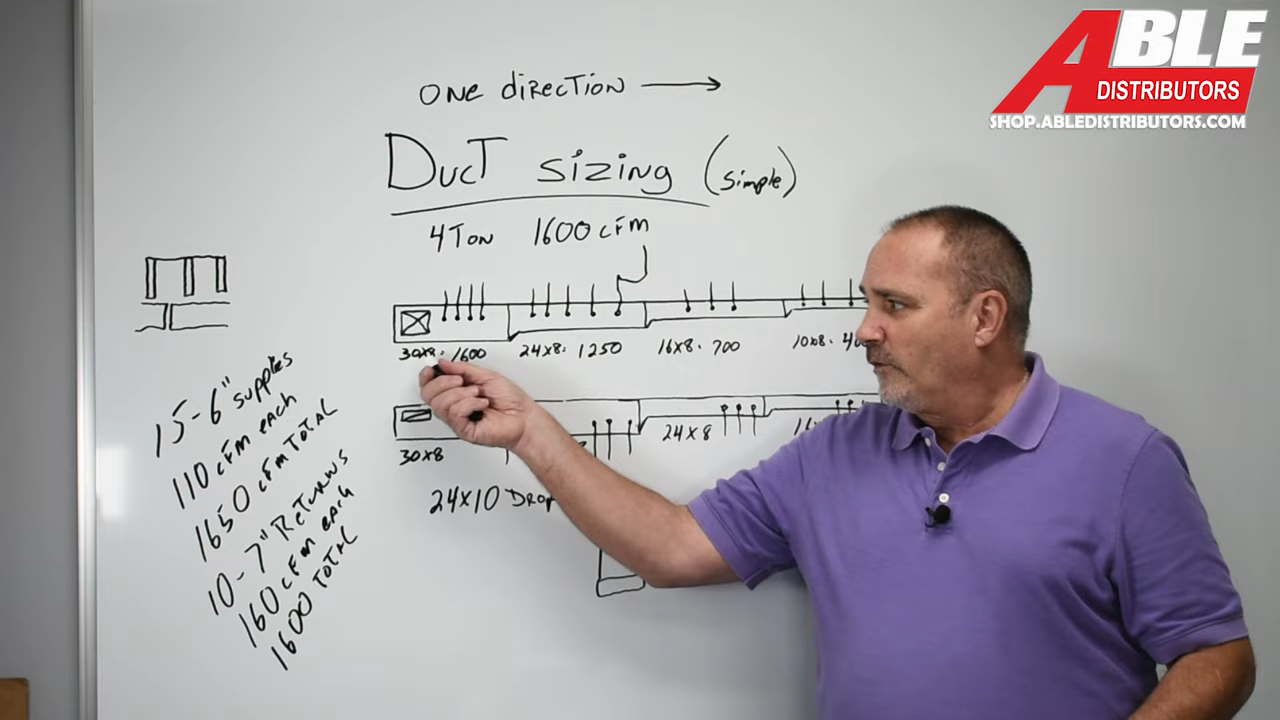 ABLE
DISTRIBUTORS
SHOP.ABLEDISTRIBUTORS.COM
ONE direction
DucT sizing (simple)
4 TON 1600 cFm
30x8: 1600 24x8: 1250 16x8 · 700 10x8 ·
30x8 24x8
24x10
15-6" supplies
110 cFm each
1650 cFm TOTAL
10-7" ReTurns
160 cFm each
1600 TOTAL